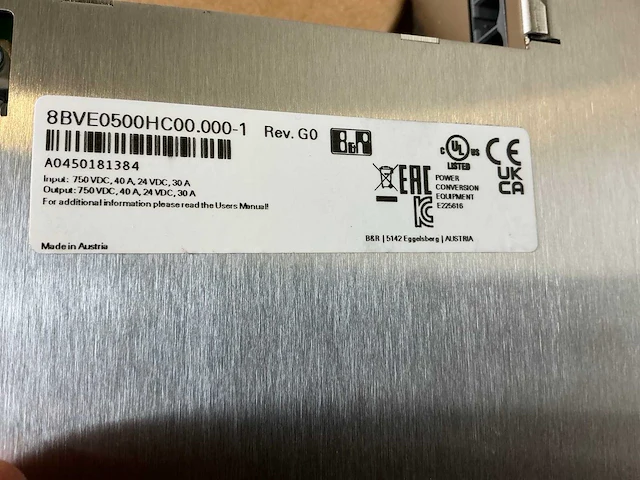 8BVE0500HC00.000-1 Rev. G0 B&R
A0450181384
Input: 750 VDC, 40 A, 24 VDC, 30 A
Output: 750 VDC, 40 A, 24 VDC, 30 A
For additional information please read the Users Manual!
Made in Austria
C UL US
LISTED
CE
EAC
UK
CA
POWER
CONVERSION
EQUIPMENT
E225616
KC
B&R | 5142 Eggelsberg | AUSTRIA